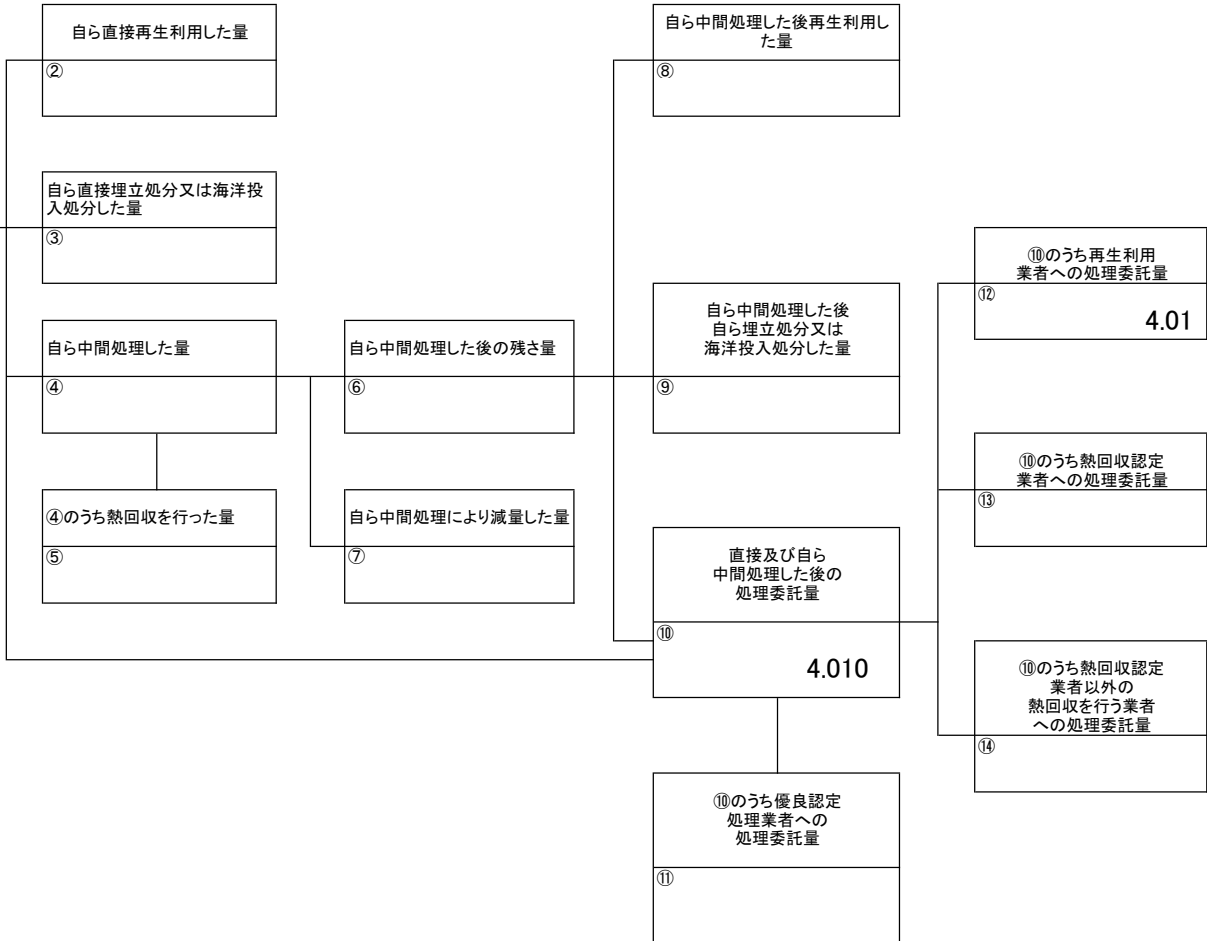 自ら直接再生利用した量
②
自ら直接埋立処分又は海洋投
入処分した量
③
自ら中間処理した量
④
④のうち熱回収を行った量
⑤
自ら中間処理した後の残さ量
⑥
自ら中間処理により減量した量
⑦
自ら中間処理した後再生利用し
た量
⑧
自ら中間処理した後
自ら埋立処分又は
海洋投入処分した量
⑨
直接及び自ら
中間処理した後の
処理委託量
⑩
4.010
⑩のうち優良認定
処理業者への
処理委託量
⑪
⑩のうち再生利用
業者への処理委託量
⑫
4.01
⑩のうち熱回収認定
業者への処理委託量
⑬
⑩のうち熱回収認定
業者以外の
熱回収を行う業者
への処理委託量
⑭